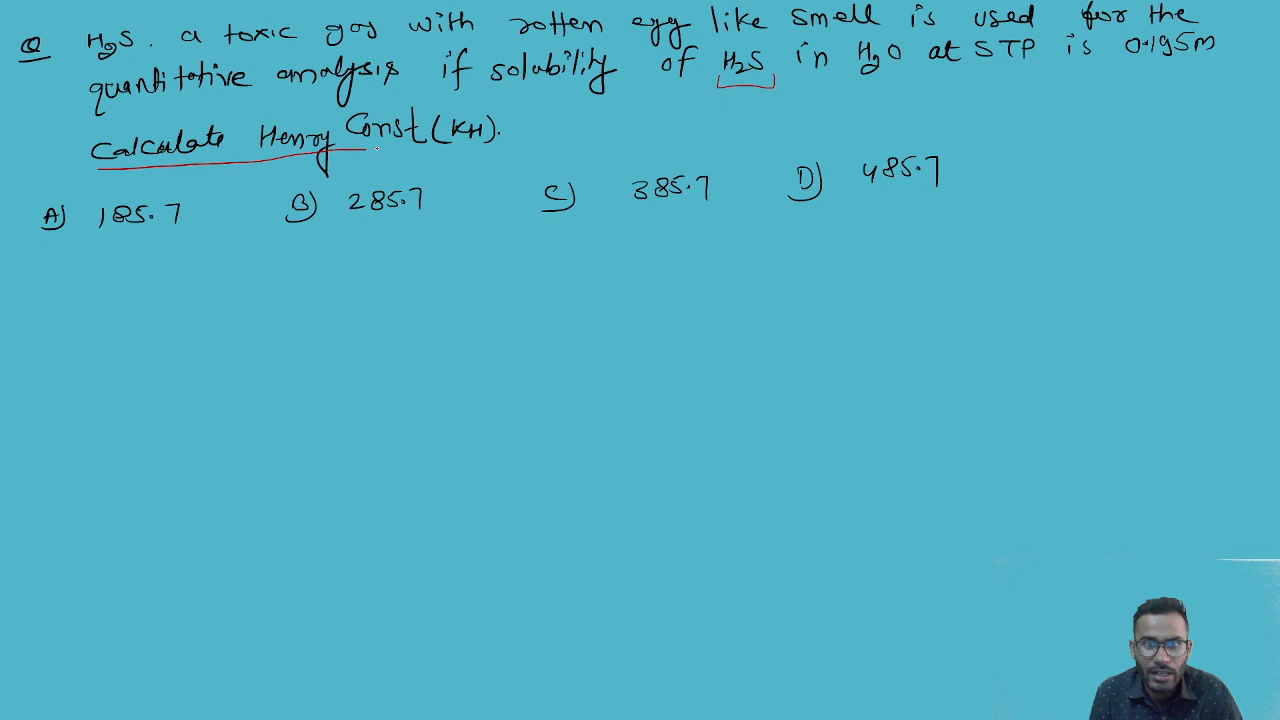 Q H2S. a toxic gas with rotten egg like smell is used for the
quantitative analysis if solubility of H2S in H2O at STP is 0.195m
Calculate Henry Const (KH).
A) 185.7 B) 285.7 C) 385.7 D) 485.7